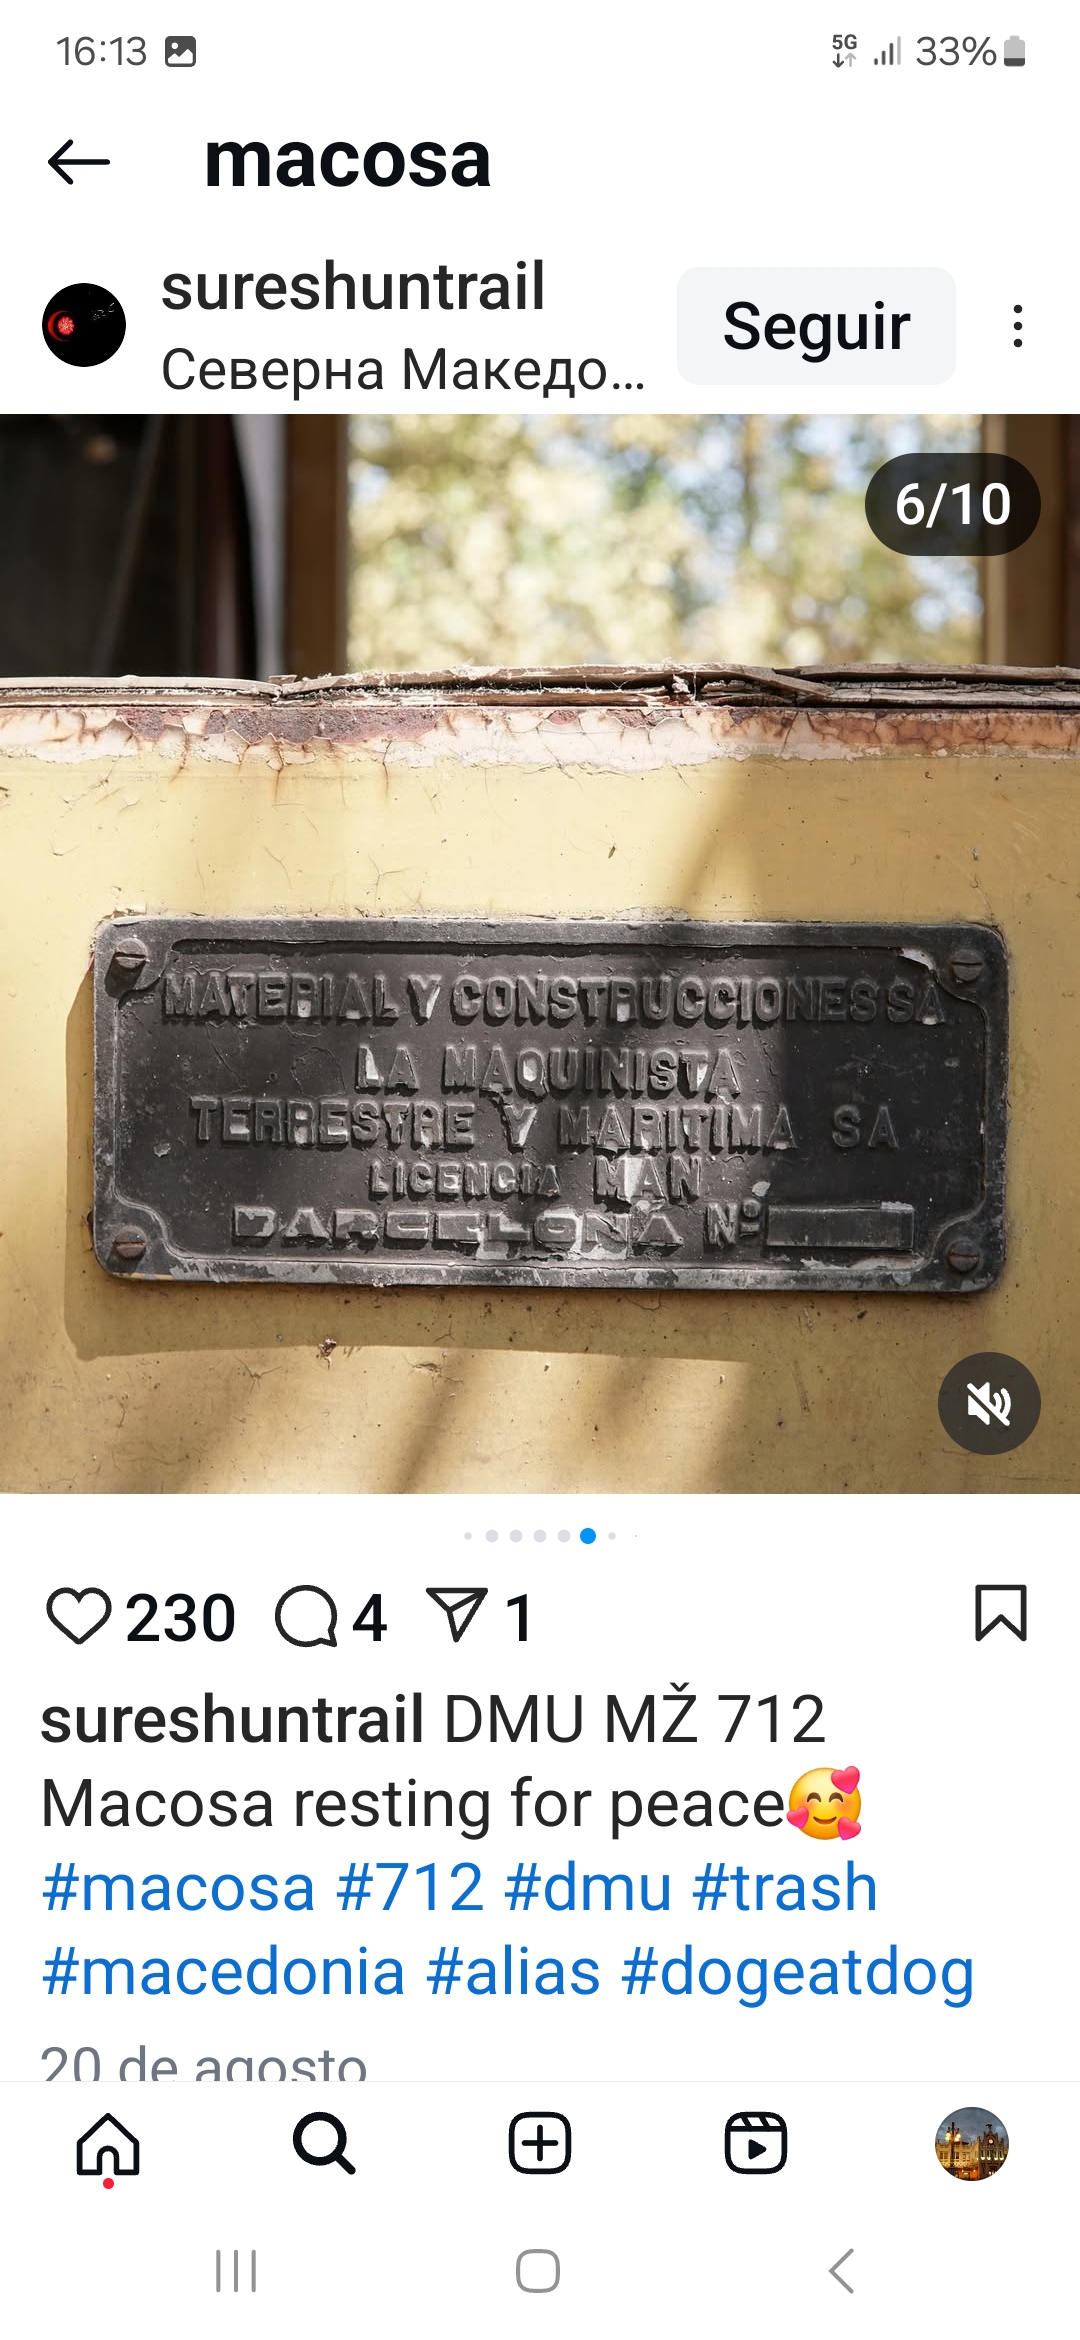 16:13
5G
33%
macosa
sureshuntrail
Северна Македо...
Seguir
6/10
MATERIAL Y CONSTRUCCIONES SA
LA MAQUINISTA
TERRESTRE Y MARITIMA SA
LICENCIA MAN
BARCELONA Nº
230
4
1
sureshuntrail DMU MŽ 712
Macosa resting for peace🥰
#macosa #712 #dmu #trash
#macedonia #alias #dogeatdog
20 de agosto